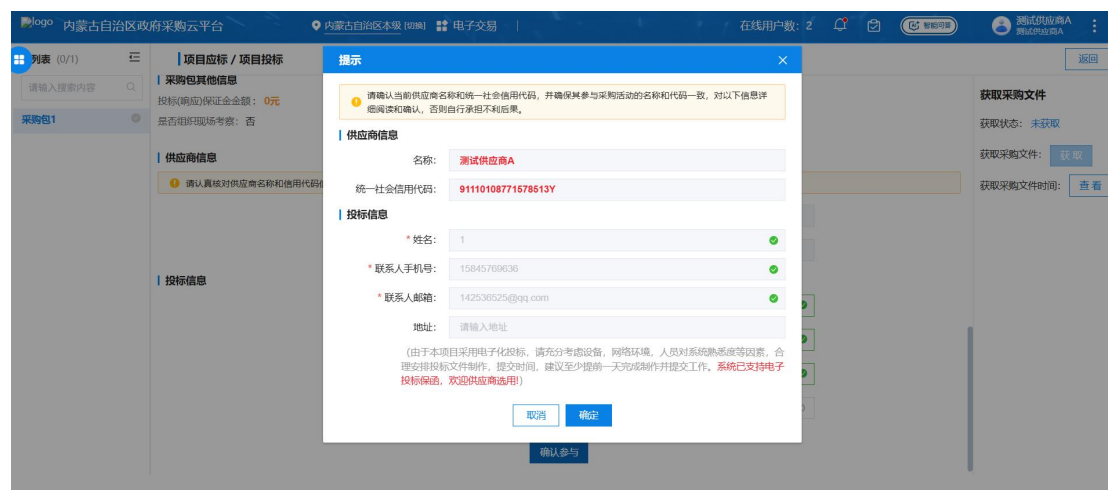 logo 内蒙古自治区政府采购云平台
内蒙古自治区本级 [切换] 电子交易
在线用户数: 2
智能问答
测试供应商A
测试供应商A
列表 (0/1)
请输入搜索内容
采购包1
项目应标 / 项目投标
返回
采购包其他信息
投标(响应)保证金金额: 0元
是否组织现场考察: 否
供应商信息
请认真核对供应商名称和信用代码
投标信息
提示
请确认当前供应商名称和统一社会信用代码，并确保其参与采购活动的名称和代码一致，对以下信息详
细阅读和确认，否则自行承担不利后果。
供应商信息
名称: 测试供应商A
统一社会信用代码: 91110108771578513Y
投标信息
* 姓名: 1
* 联系人手机号: 15845769636
* 联系人邮箱: 142536525@qq.com
地址: 请输入地址
(由于本项目采用电子化投标，请充分考虑设备，网络环境，人员对系统熟悉度等因素，合
理安排投标文件制作，提交时间，建议至少提前一天完成制作并提交工作。系统已支持电子
投标保函，欢迎供应商选用!)
取消 确定
确认参与
获取采购文件
获取状态: 未获取
获取采购文件: 获取
获取采购文件时间: 查看